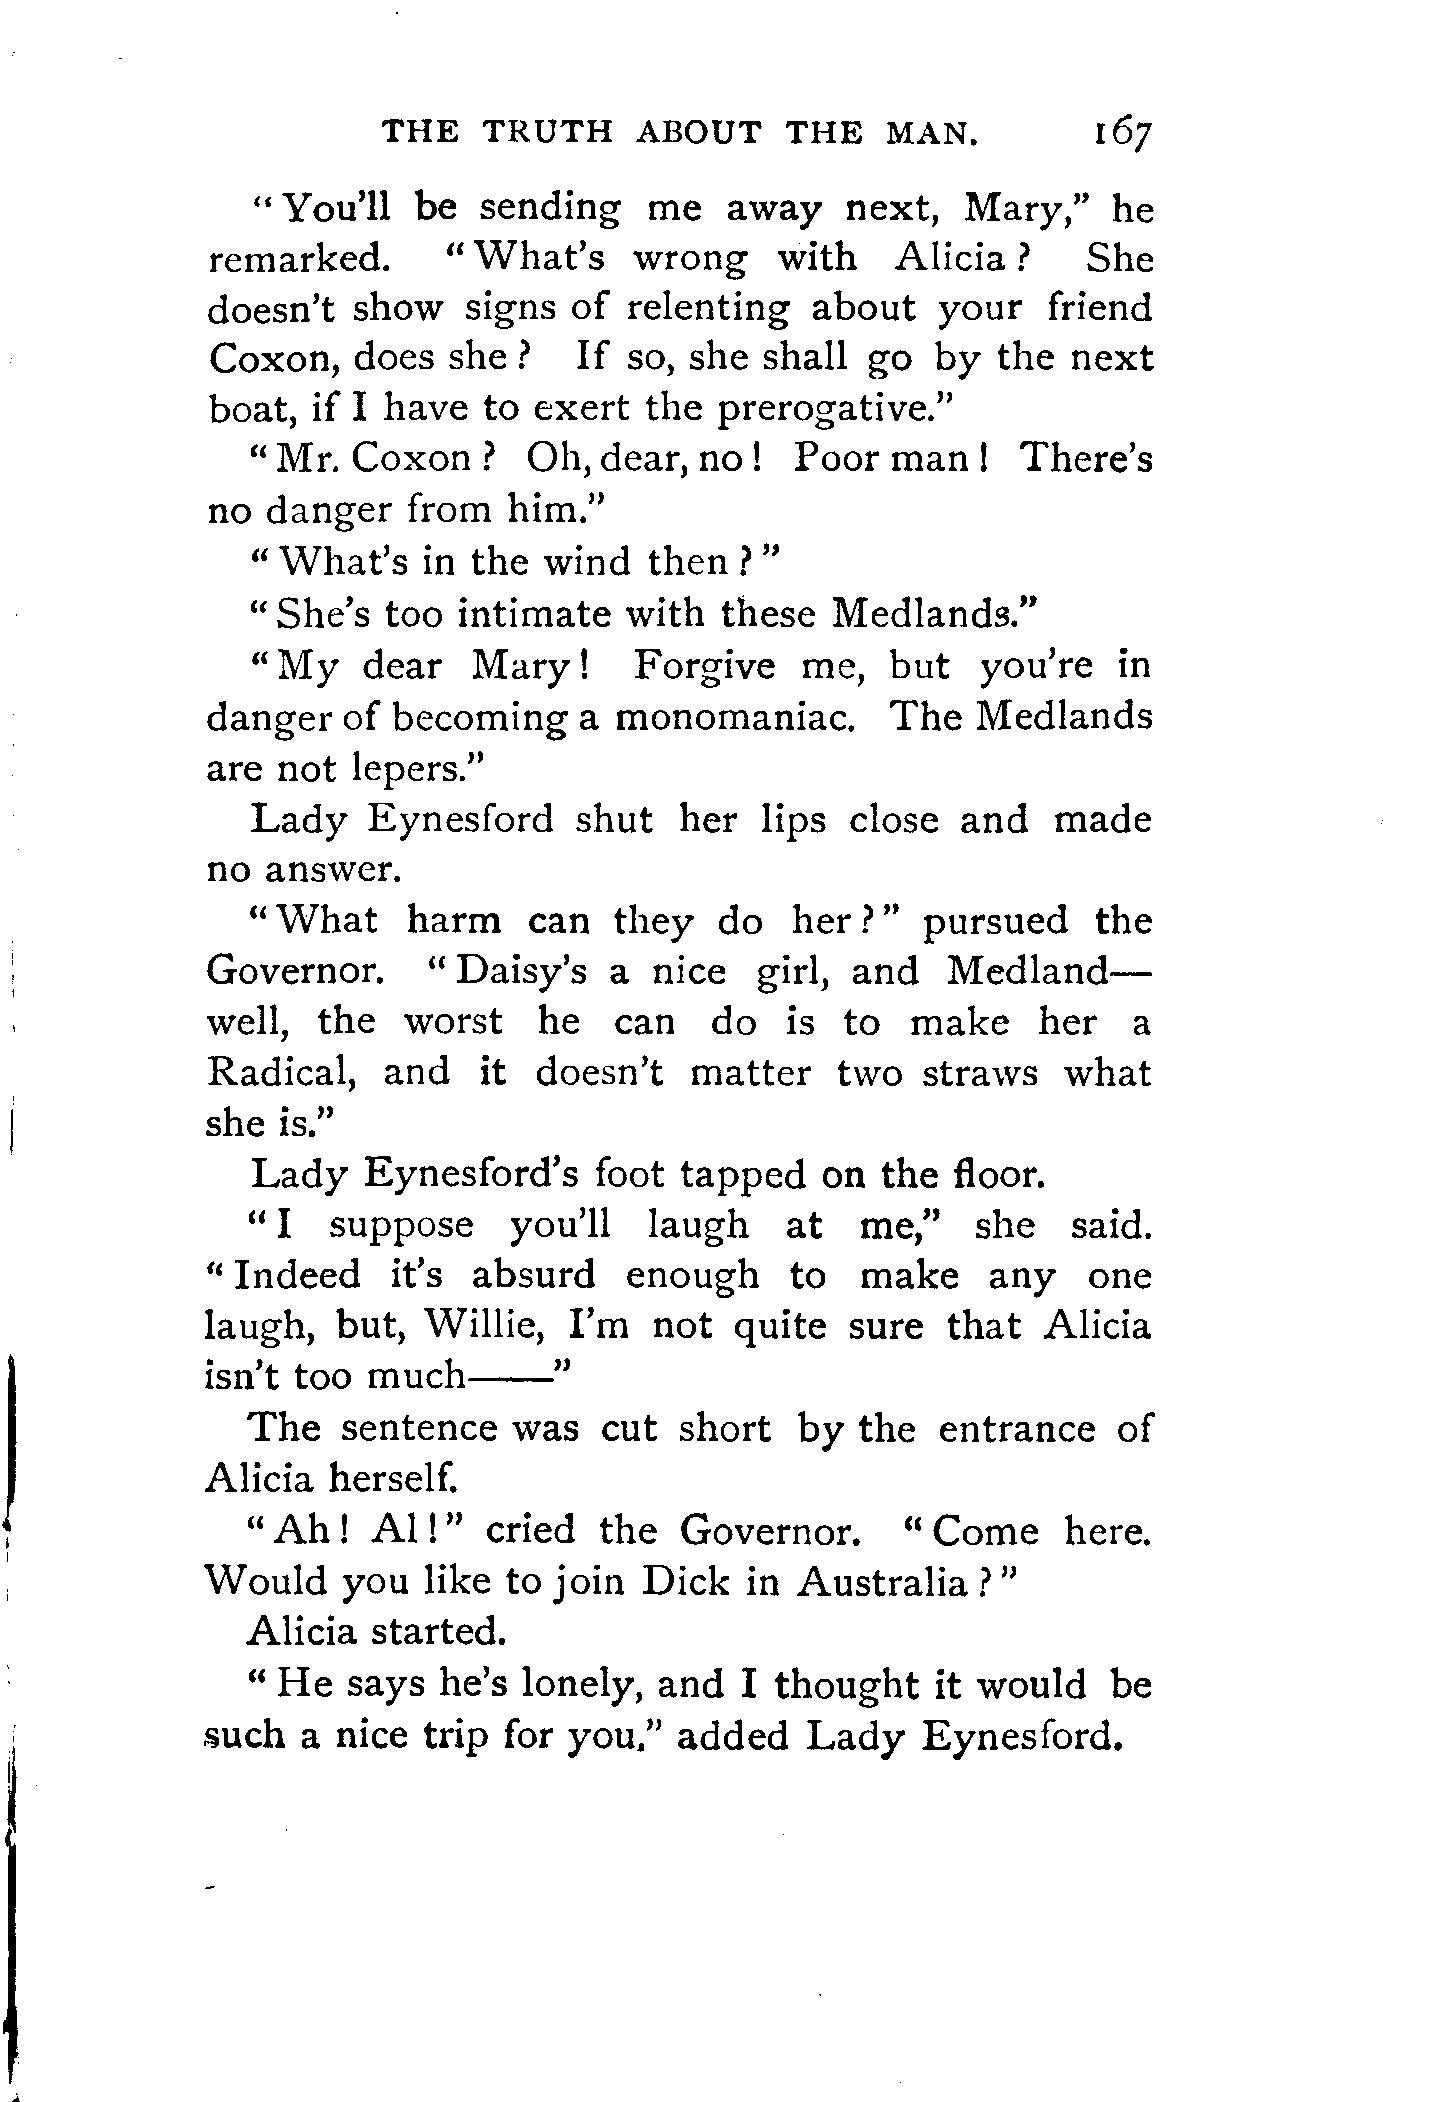 THE TRUTH ABOUT THE MAN. 167
"You'll be sending me away next, Mary," he
remarked. "What's wrong with Alicia? She
doesn't show signs of relenting about your friend
Coxon, does she? If so, she shall go by the next
boat, if I have to exert the prerogative."
"Mr. Coxon? Oh, dear, no! Poor man! There's
no danger from him."
"What's in the wind then?"
"She's too intimate with these Medlands."
"My dear Mary! Forgive me, but you're in
danger of becoming a monomaniac. The Medlands
are not lepers."
Lady Eynesford shut her lips close and made
no answer.
"What harm can they do her?" pursued the
Governor. "Daisy's a nice girl, and Medland—
well, the worst he can do is to make her a
Radical, and it doesn't matter two straws what
she is."
Lady Eynesford's foot tapped on the floor.
"I suppose you'll laugh at me," she said.
"Indeed it's absurd enough to make any one
laugh, but, Willie, I'm not quite sure that Alicia
isn't too much——"
The sentence was cut short by the entrance of
Alicia herself.
"Ah! Al!" cried the Governor. "Come here.
Would you like to join Dick in Australia?"
Alicia started.
"He says he's lonely, and I thought it would be
such a nice trip for you," added Lady Eynesford.